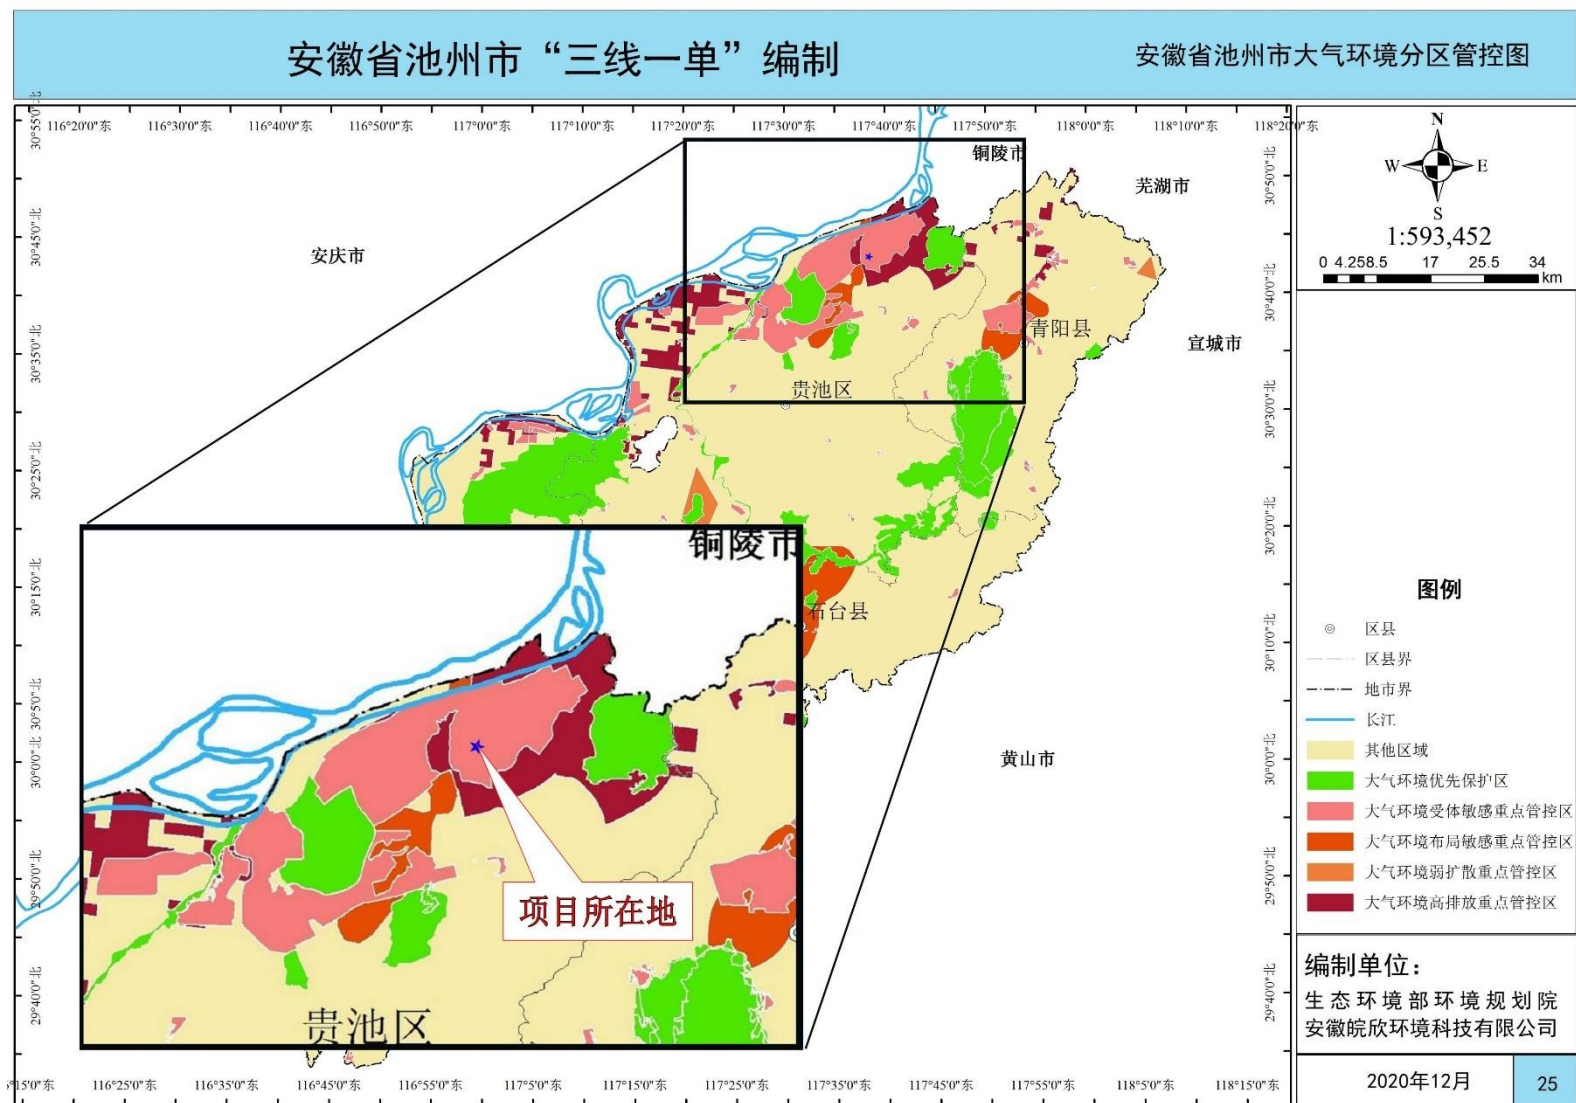 安徽省池州市“三线一单”编制
安徽省池州市大气环境分区管控图
116°20'0"东 116°30'0"东 116°40'0"东 116°50'0"东 117°0'0"东 117°10'0"东 117°20'0"东 117°30'0"东 117°40'0"东 117°50'0"东 118°0'0"东 118°10'0"东 118°20'0"东
30°55'0"北
30°45'0"北
30°35'0"北
30°25'0"北
30°15'0"北
30°5'0"北
30°0'0"北
29°50'0"北
29°40'0"北
30°50'0"北
30°40'0"北
30°30'0"北
30°20'0"北
30°10'0"北
30°0'0"北
29°50'0"北
29°40'0"北
铜陵市
芜湖市
安庆市
青阳县
宣城市
贵池区
石台县
黄山市
铜陵市
项目所在地
贵池区
N
W E
S
1:593,452
0 4.25 8.5 17 25.5 34
km
图例
区县
区县界
地市界
长江
其他区域
大气环境优先保护区
大气环境受体敏感重点管控区
大气环境布局敏感重点管控区
大气环境弱扩散重点管控区
大气环境高排放重点管控区
编制单位：
生态环境部环境规划院
安徽皖欣环境科技有限公司
2020年12月
25
116°25'0"东 116°35'0"东 116°45'0"东 116°55'0"东 117°5'0"东 117°15'0"东 117°25'0"东 117°35'0"东 117°45'0"东 117°55'0"东 118°5'0"东 118°15'0"东